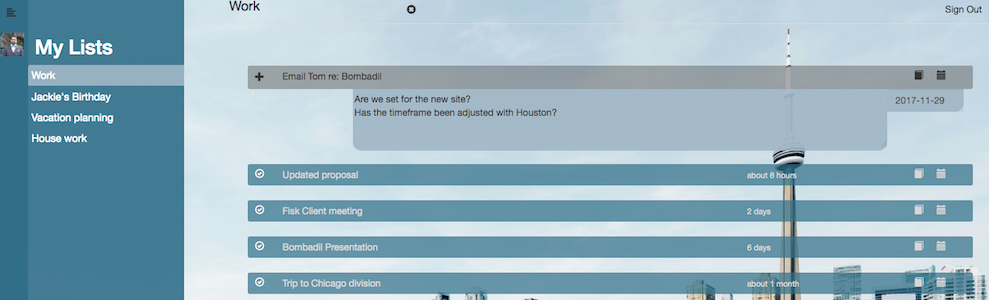 Work
Sign Out
My Lists
Work
Jackie's Birthday
Vacation planning
House work
Email Tom re: Bombadil
Are we set for the new site?
Has the timeframe been adjusted with Houston?
2017-11-29
Updated proposal about 6 hours
Fisk Client meeting 2 days
Bombadil Presentation 6 days
Trip to Chicago division about 1 month